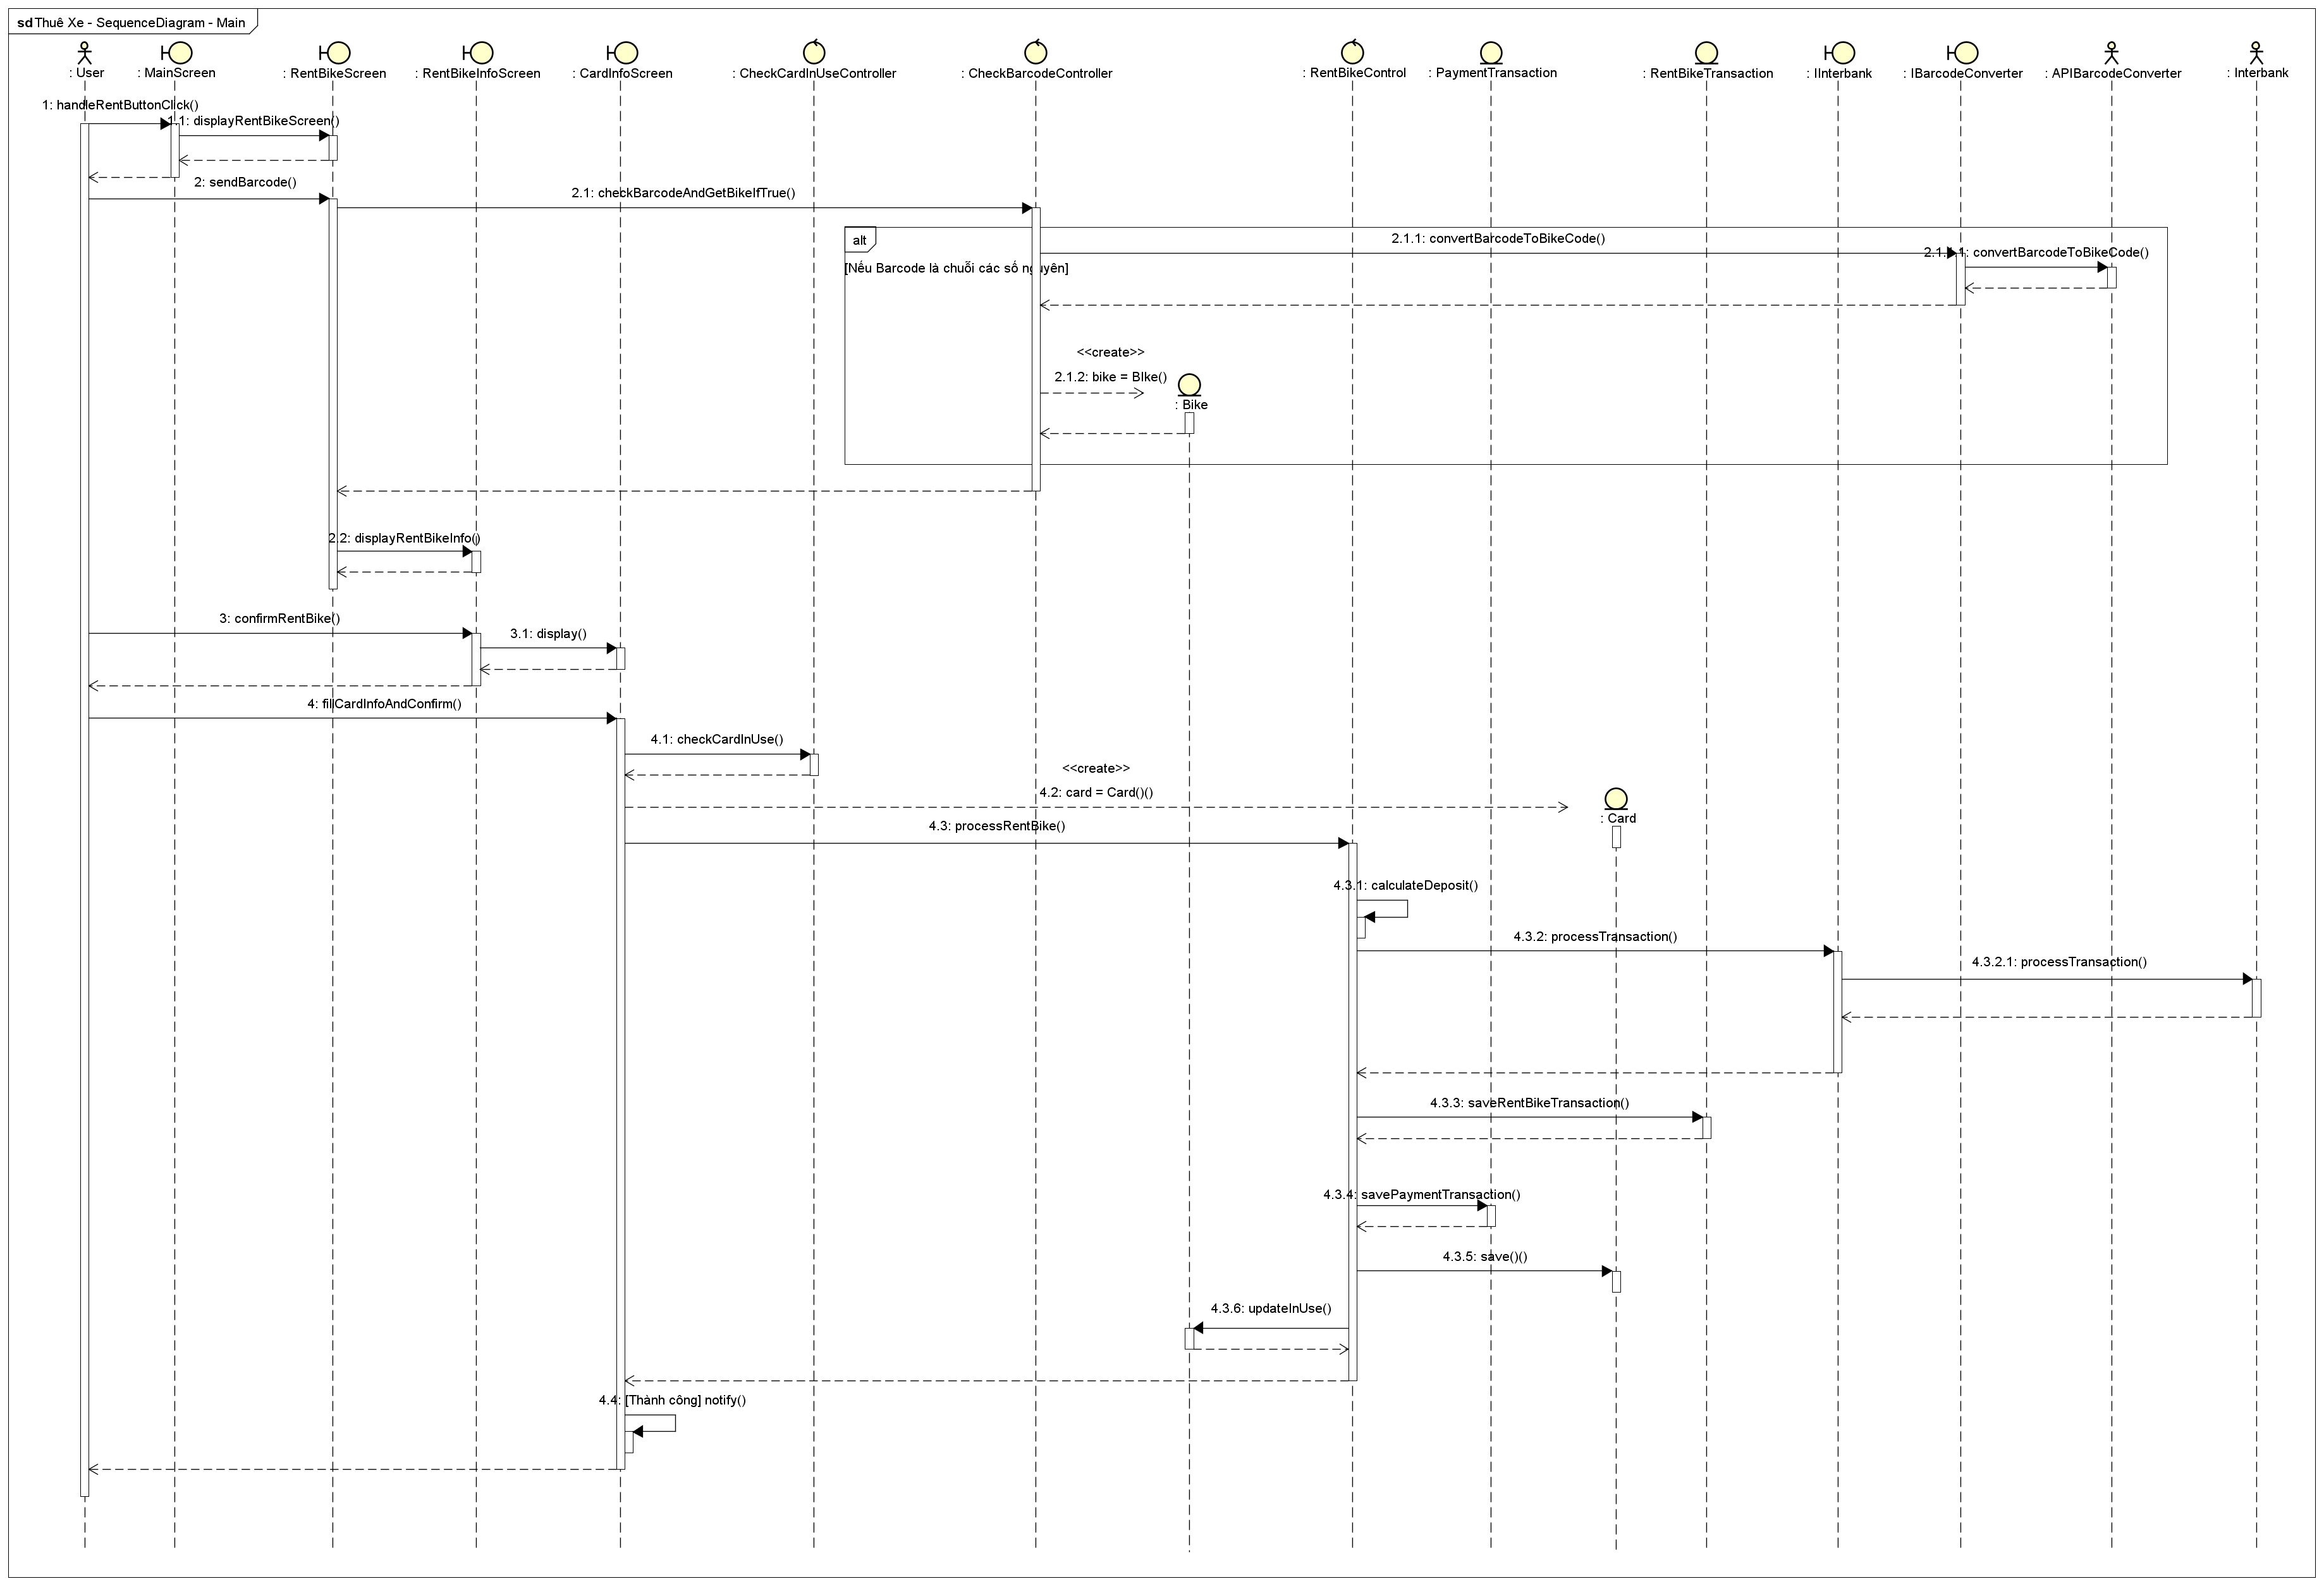 sd Thuê Xe - SequenceDiagram - Main
: User
: MainScreen
: RentBikeScreen
: RentBikeInfoScreen
: CardInfoScreen
: CheckCardInUseController
: CheckBarcodeController
: RentBikeControl
: PaymentTransaction
: RentBikeTransaction
: IInterbank
: IBarcodeConverter
: APIBarcodeConverter
: Interbank
1: handleRentButtonClick()
1.1: displayRentBikeScreen()
2: sendBarcode()
2.1: checkBarcodeAndGetBikeIfTrue()
alt
2.1.1: convertBarcodeToBikeCode()
2.1.1.1: convertBarcodeToBikeCode()
[Nếu Barcode là chuỗi các số nguyên]
<<create>>
2.1.2: bike = BIke()
: Bike
2.2: displayRentBikeInfo()
3: confirmRentBike()
3.1: display()
4: fillCardInfoAndConfirm()
4.1: checkCardInUse()
<<create>>
4.2: card = Card()()
: Card
4.3: processRentBike()
4.3.1: calculateDeposit()
4.3.2: processTransaction()
4.3.2.1: processTransaction()
4.3.3: saveRentBikeTransaction()
4.3.4: savePaymentTransaction()
4.3.5: save()()
4.3.6: updateInUse()
4.4: [Thành công] notify()